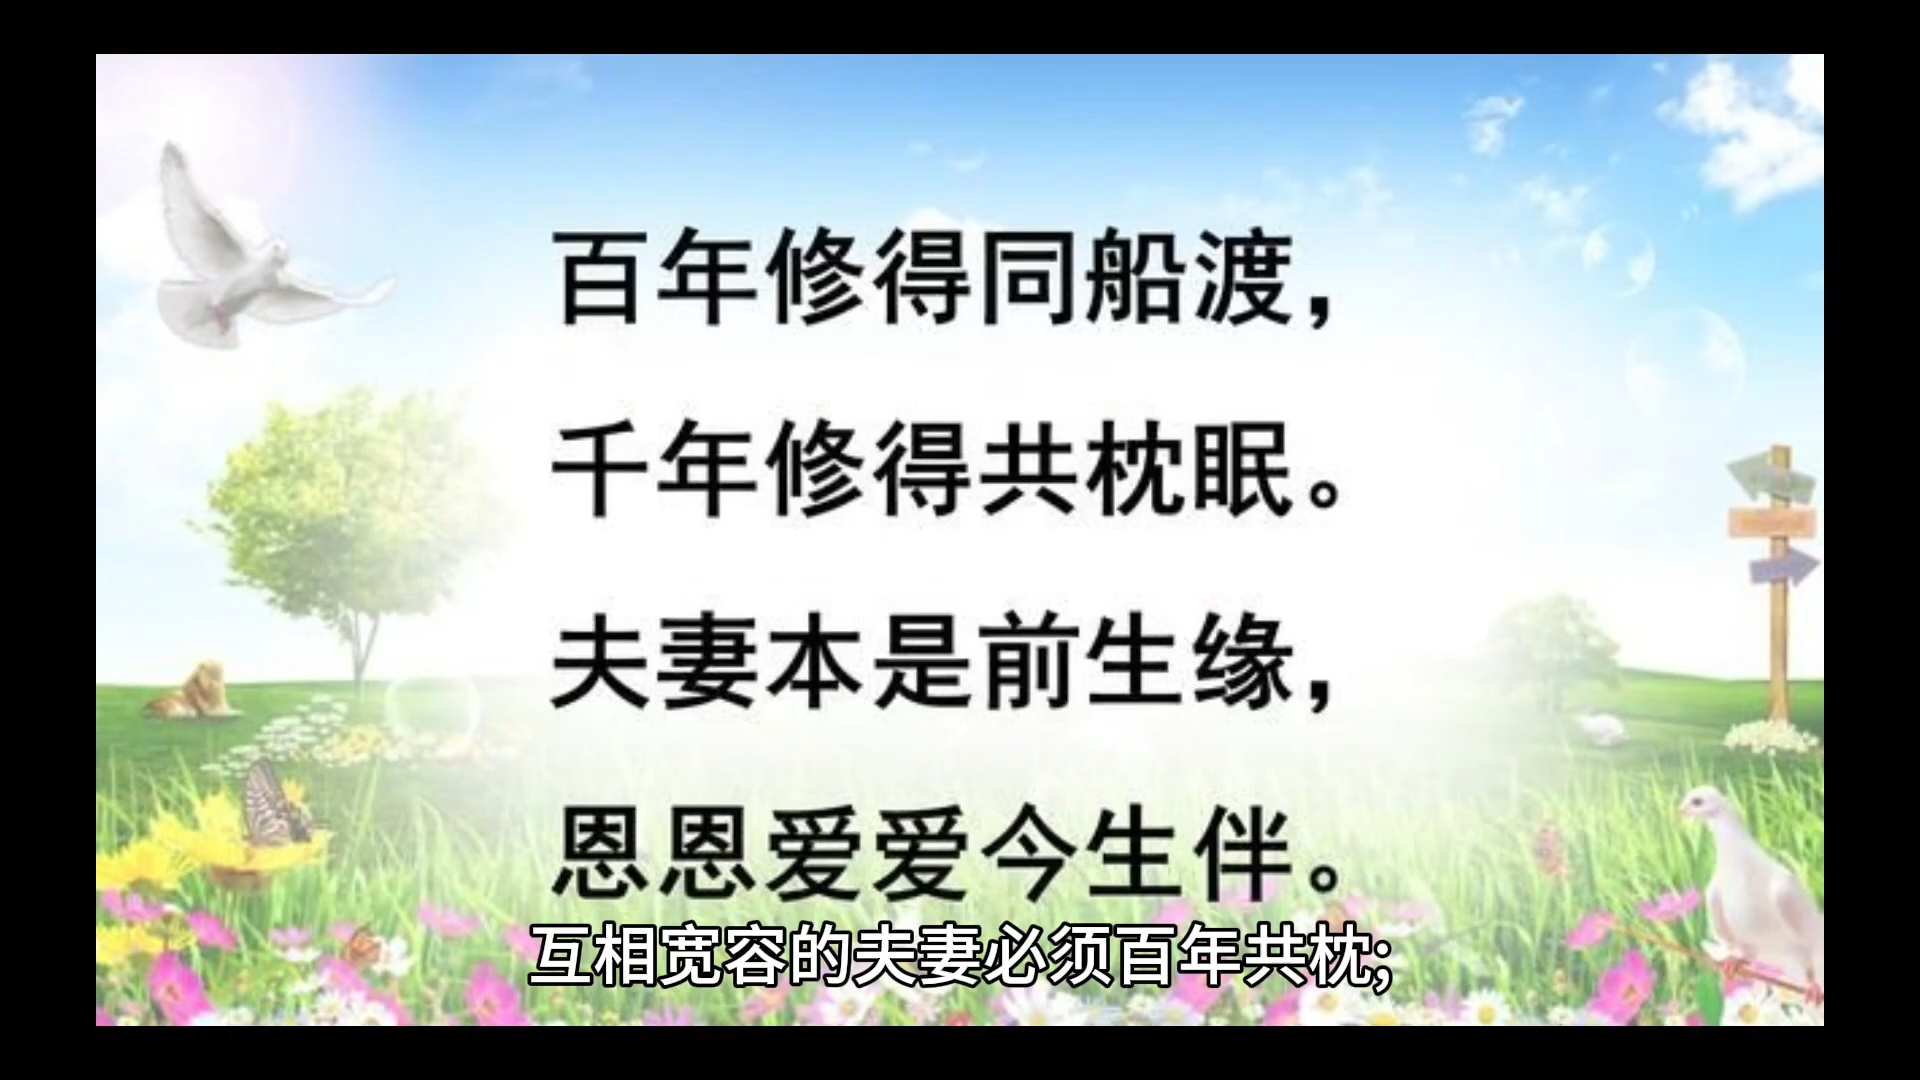 百年修得同船渡，
千年修得共枕眠。
夫妻本是前生缘，
恩恩爱爱今生伴。
互相宽容的夫妻必须百年共枕;